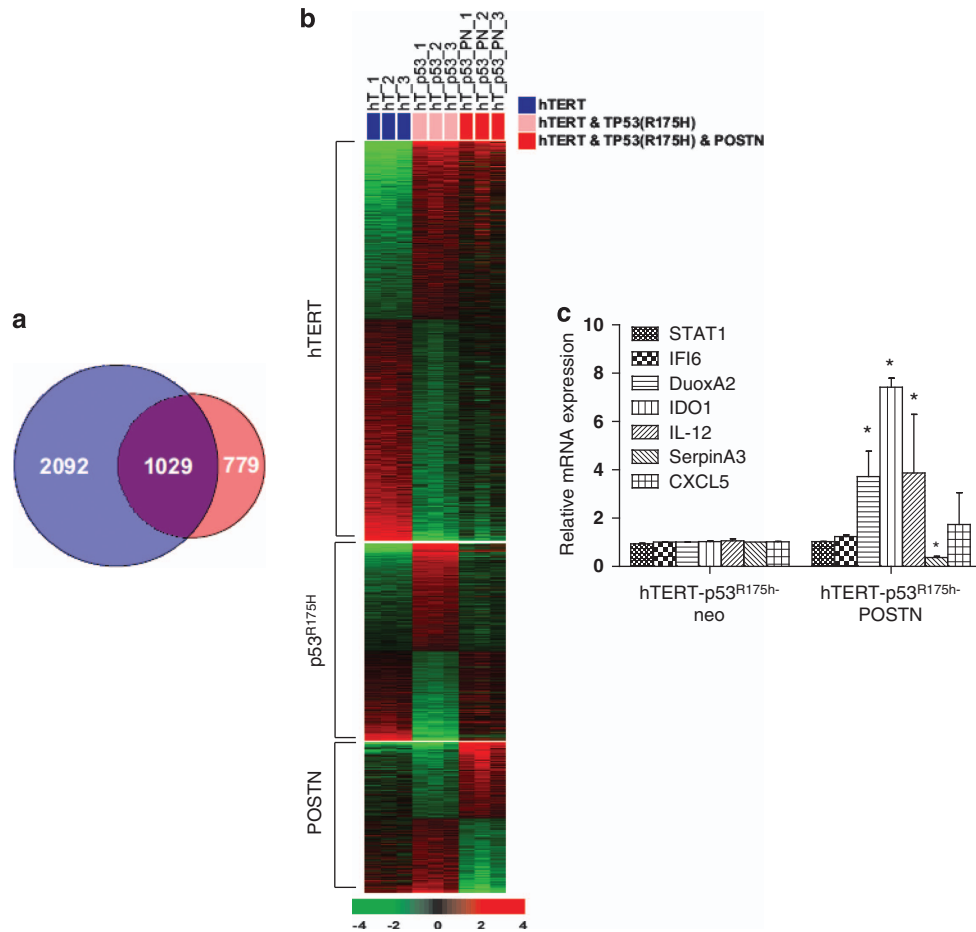 a
2092
1029
779
b
hT_1
hT_2
hT_3
hT_p53_1
hT_p53_2
hT_p53_3
hT_p53_PN_1
hT_p53_PN_2
hT_p53_PN_3
hTERT
hTERT & TP53(R175H)
hTERT & TP53(R175H) & POSTN
hTERT
p53R175H
POSTN
-4 -2 0 2 4
c
Relative mRNA expression
10
8
6
4
2
0
STAT1
IFI6
DuoxA2
IDO1
IL-12
SerpinA3
CXCL5
* * * *
hTERT-p53R175h-
neo
hTERT-p53R175h-
POSTN